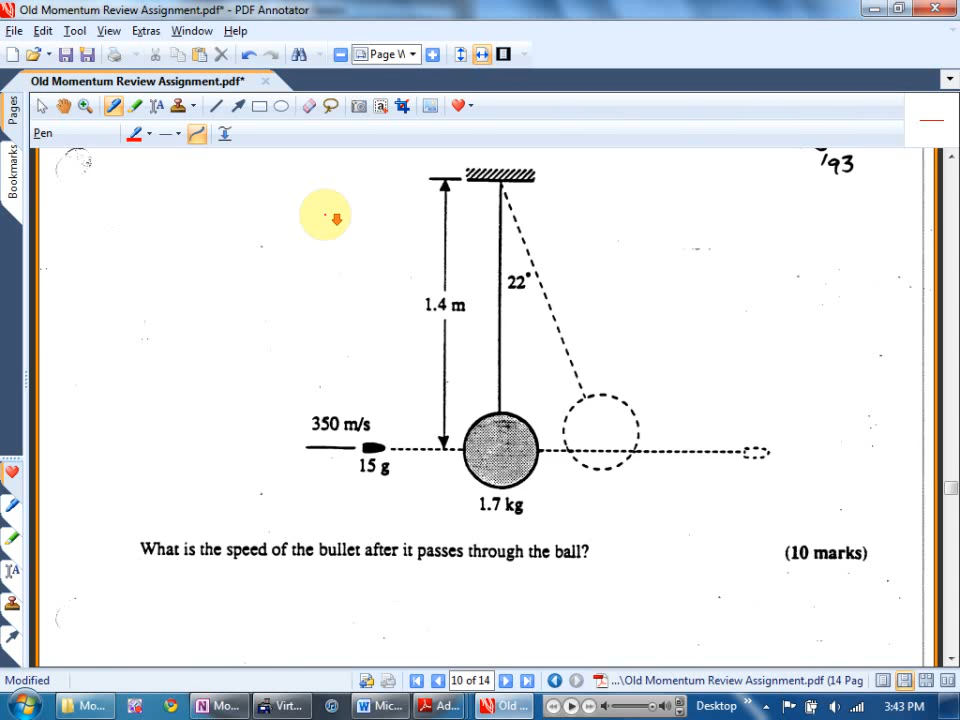 Old Momentum Review Assignment.pdf* - PDF Annotator
File Edit Tool View Extras Window Help
Page W
Old Momentum Review Assignment.pdf*
Pages
Bookmarks
Pen
/93
22°
1.4 m
350 m/s
15 g
1.7 kg
What is the speed of the bullet after it passes through the ball? (10 marks)
Modified 10 of 14 ...\Old Momentum Review Assignment.pdf (14 Pag
Mo... Mo... Virt... Mic... Ad... Old ... Desktop 3:43 PM